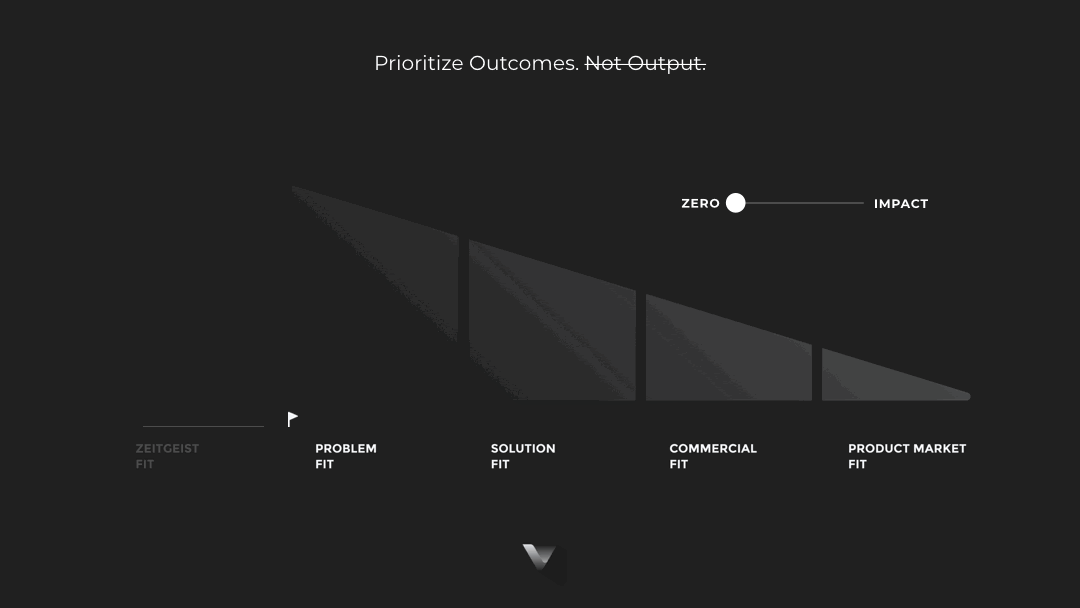 Prioritize Outcomes. Not Output.
ZERO IMPACT
ZEITGEIST
FIT
PROBLEM
FIT
SOLUTION
FIT
COMMERCIAL
FIT
PRODUCT MARKET
FIT